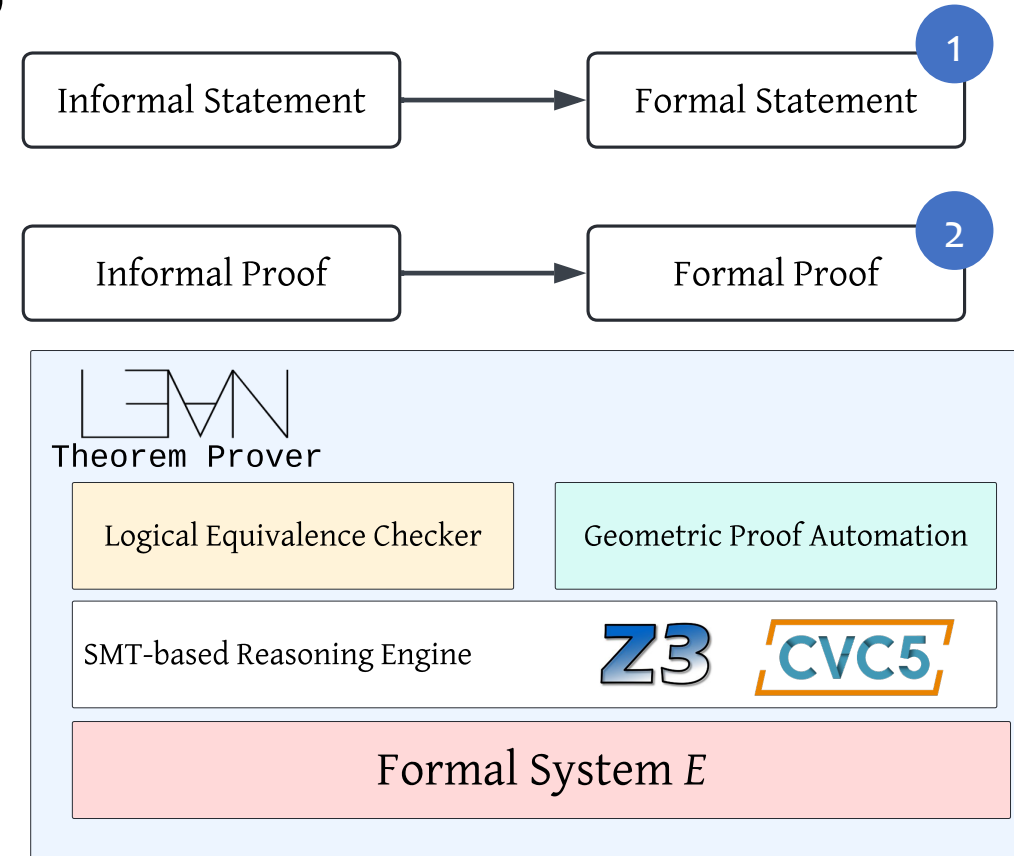 1
Informal Statement
Formal Statement
2
Informal Proof
Formal Proof
LEAN
Theorem Prover
Logical Equivalence Checker
Geometric Proof Automation
SMT-based Reasoning Engine
Z3
CVC5
Formal System E